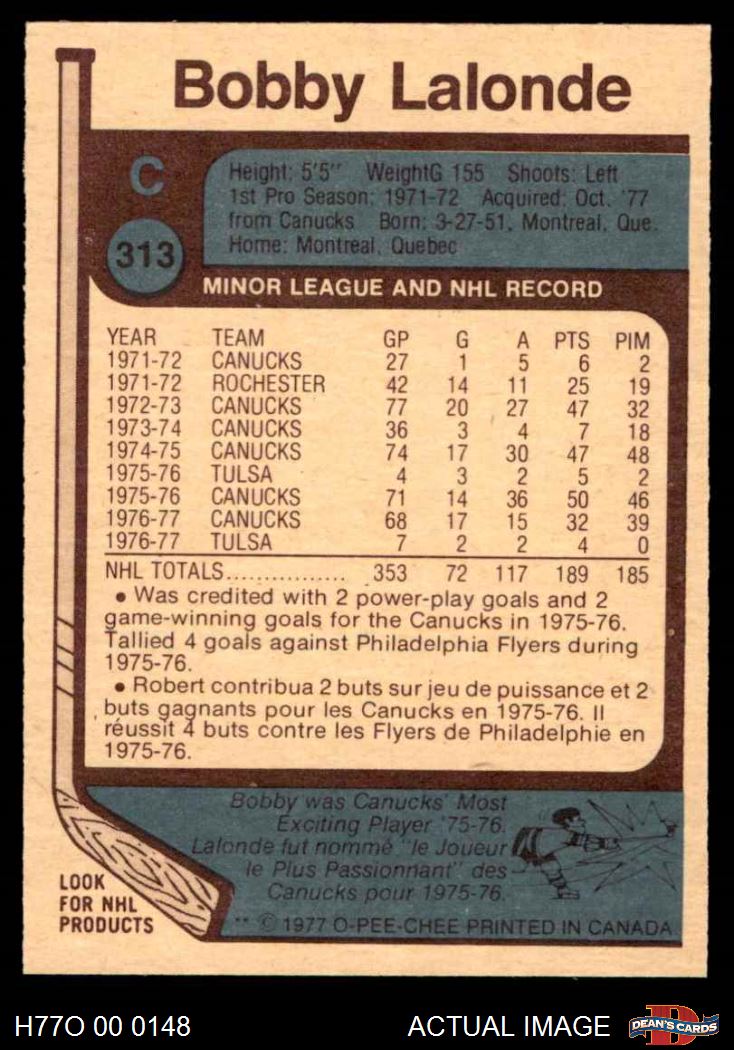 Bobby Lalonde
C
313
Height: 5'5" WeightG 155 Shoots: Left
1st Pro Season: 1971-72 Acquired: Oct. '77
from Canucks Born: 3-27-51, Montreal, Que.
Home: Montreal, Quebec
MINOR LEAGUE AND NHL RECORD
YEAR TEAM GP G A PTS PIM
1971-72 CANUCKS 27 1 5 6 2
1971-72 ROCHESTER 42 14 11 25 19
1972-73 CANUCKS 77 20 27 47 32
1973-74 CANUCKS 36 3 4 7 18
1974-75 CANUCKS 74 17 30 47 48
1975-76 TULSA 4 3 2 5 2
1975-76 CANUCKS 71 14 36 50 46
1976-77 CANUCKS 68 17 15 32 39
1976-77 TULSA 7 2 2 4 0
NHL TOTALS................ 353 72 117 189 185
• Was credited with 2 power-play goals and 2
game-winning goals for the Canucks in 1975-76.
Tallied 4 goals against Philadelphia Flyers during
1975-76.
• Robert contribua 2 buts sur jeu de puissance et 2
buts gagnants pour les Canucks en 1975-76. Il
réussit 4 buts contre les Flyers de Philadelphie en
1975-76.
Bobby was Canucks' Most
Exciting Player '75-76.
Lalonde fut nommé "le Joueur
le Plus Passionnant" des
Canucks pour 1975-76.
LOOK
FOR NHL
PRODUCTS
** © 1977 O-PEE-CHEE PRINTED IN CANADA
H77O 00 0148 ACTUAL IMAGE
DEAN'S CARDS